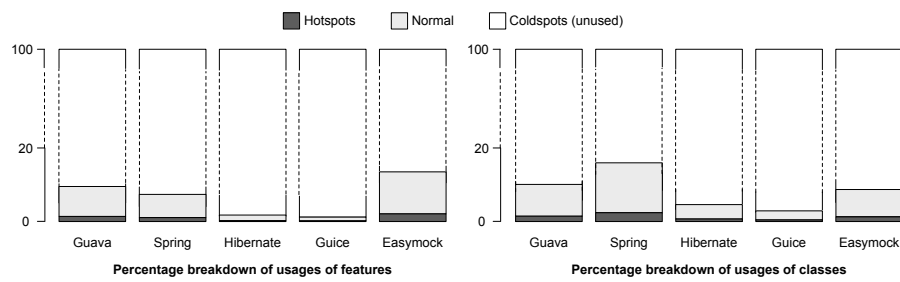 Hotspots Normal Coldspots (unused)
100 100
20 20
0 0
Guava Spring Hibernate Guice Easymock Guava Spring Hibernate Guice Easymock
Percentage breakdown of usages of features Percentage breakdown of usages of classes